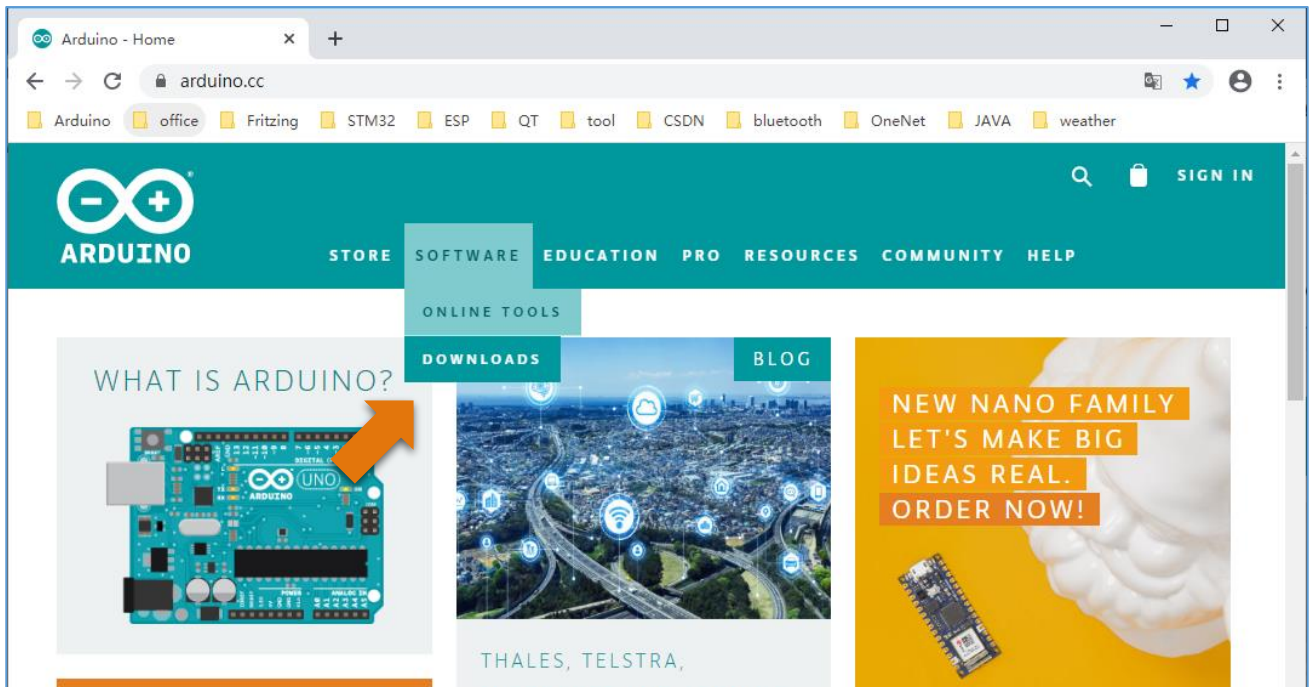 Arduino - Home
arduino.cc
Arduino office Fritzing STM32 ESP QT tool CSDN bluetooth OneNet JAVA weather
SIGN IN
ARDUINO
STORE SOFTWARE EDUCATION PRO RESOURCES COMMUNITY HELP
ONLINE TOOLS
DOWNLOADS
WHAT IS ARDUINO?
UNO
ARDUINO
BLOG
THALES, TELSTRA,
NEW NANO FAMILY
LET'S MAKE BIG
IDEAS REAL.
ORDER NOW!